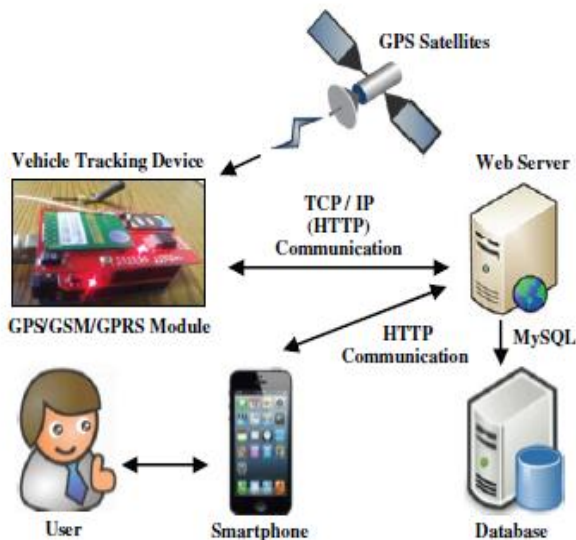 GPS Satellites
Vehicle Tracking Device
Web Server
TCP / IP
(HTTP)
Communication
GPS/GSM/GPRS Module
HTTP
Communication
MySQL
User
Smartphone
Database